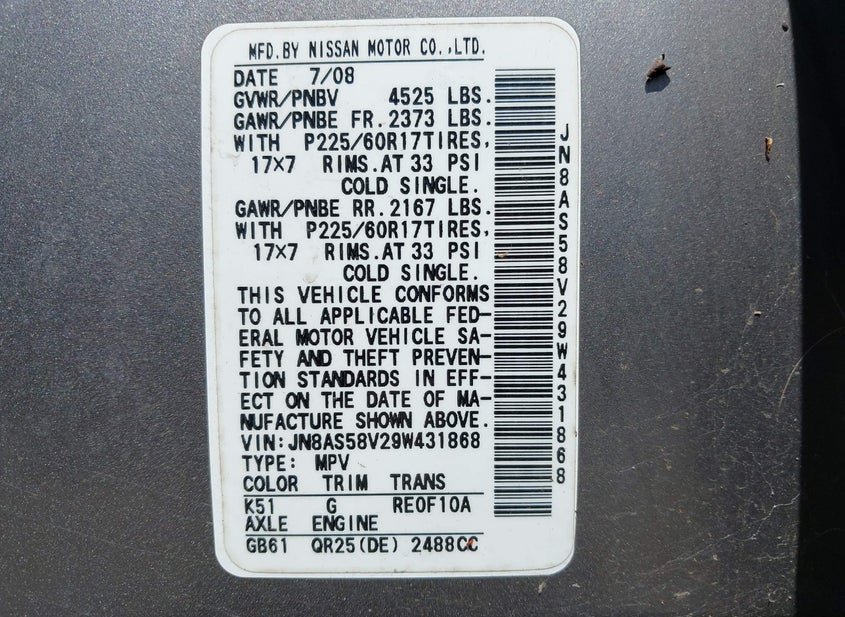 MFD.BY NISSAN MOTOR CO.,LTD.
DATE 7/08
GVWR/PNBV 4525 LBS.
GAWR/PNBE FR.2373 LBS.
WITH P225/60R17TIRES,
17×7 RIMS.AT 33 PSI
COLD SINGLE.
GAWR/PNBE RR.2167 LBS.
WITH P225/60R17TIRES,
17×7 RIMS.AT 33 PSI
COLD SINGLE.
THIS VEHICLE CONFORMS
TO ALL APPLICABLE FED-
ERAL MOTOR VEHICLE SA-
FETY AND THEFT PREVEN-
TION STANDARDS IN EFF-
ECT ON THE DATE OF MA-
NUFACTURE SHOWN ABOVE.
VIN:JN8AS58V29W431868
TYPE: MPV
COLOR TRIM TRANS
K51 G RE0F10A
AXLE ENGINE
GB61 QR25(DE) 2488CC
JN8AS58V29W431868